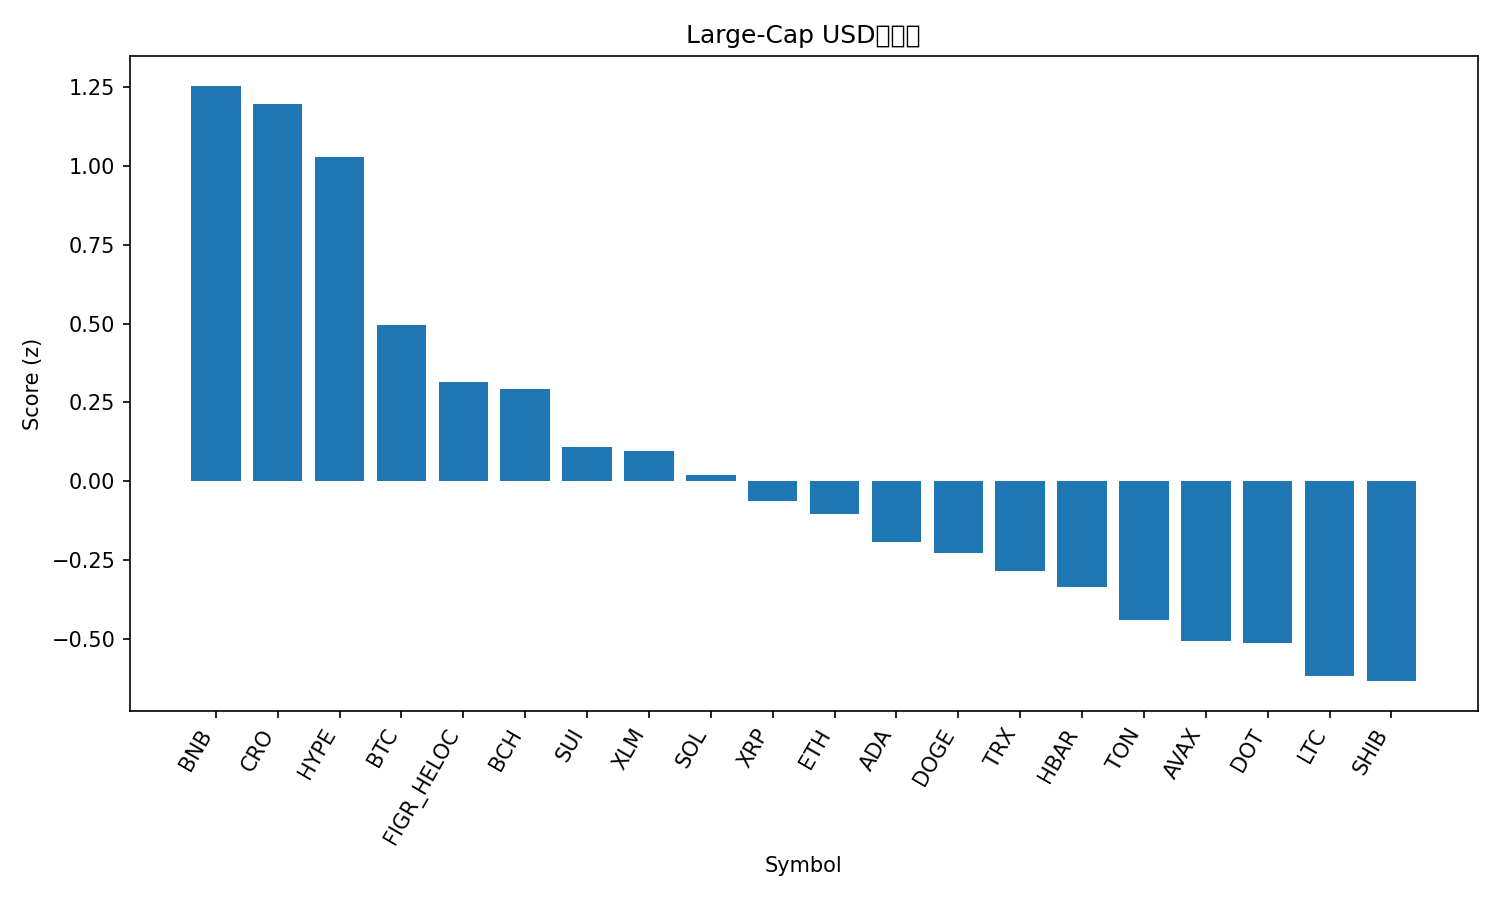 Large-Cap USD
Score (z)
1.25
1.00
0.75
0.50
0.25
0.00
−0.25
−0.50
BNB
CRO
HYPE
BTC
FIGR_HELOC
BCH
SUI
XLM
SOL
XRP
ETH
ADA
DOGE
TRX
HBAR
TON
AVAX
DOT
LTC
SHIB
Symbol